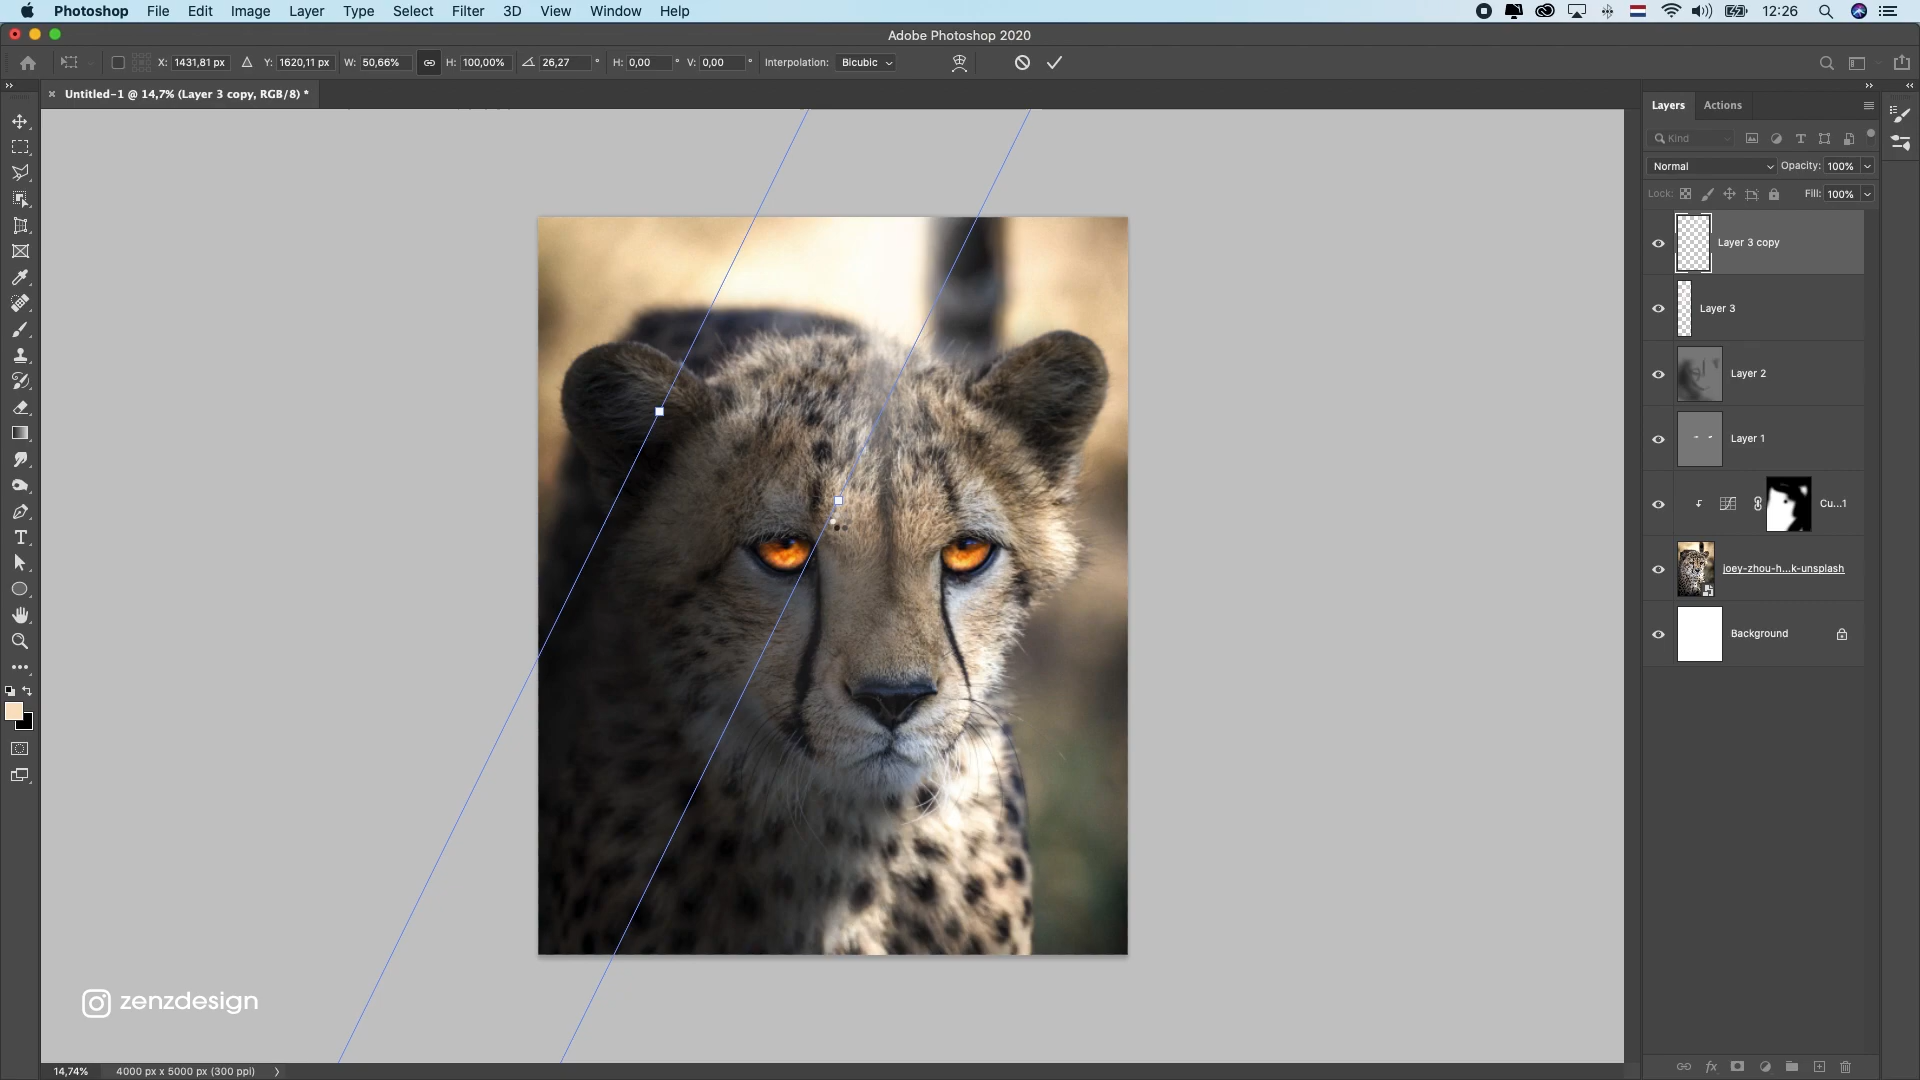 Photoshop File Edit Image Layer Type Select Filter 3D View Window Help 12:26
Adobe Photoshop 2020
X: 1431,81 px Y: 1620,11 px W: 50,66% H: 100,00% 26,27 ° H: 0,00 ° V: 0,00 ° Interpolation: Bicubic
Untitled-1 @ 14,7% (Layer 3 copy, RGB/8) *
Layers Actions
Kind
Normal Opacity: 100%
Lock: Fill: 100%
Layer 3 copy
Layer 3
Layer 2
Layer 1
Cu...1
joey-zhou-h...k-unsplash
Background
zenzdesign
14,74% 4000 px x 5000 px (300 ppi)